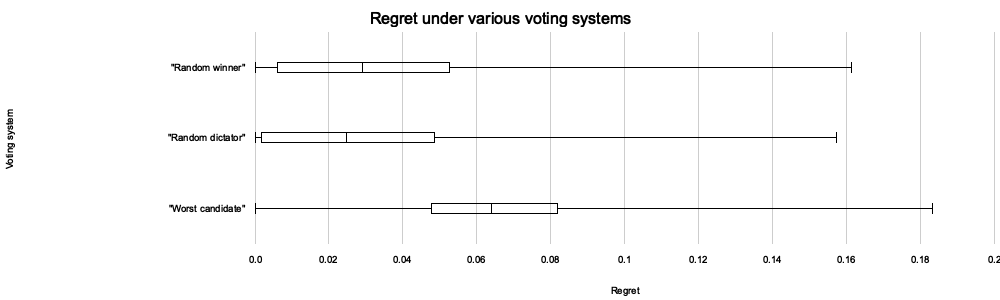 Regret under various voting systems
Voting system
"Random winner"
"Random dictator"
"Worst candidate"
0.0 0.02 0.04 0.06 0.08 0.1 0.12 0.14 0.16 0.18 0.2
Regret